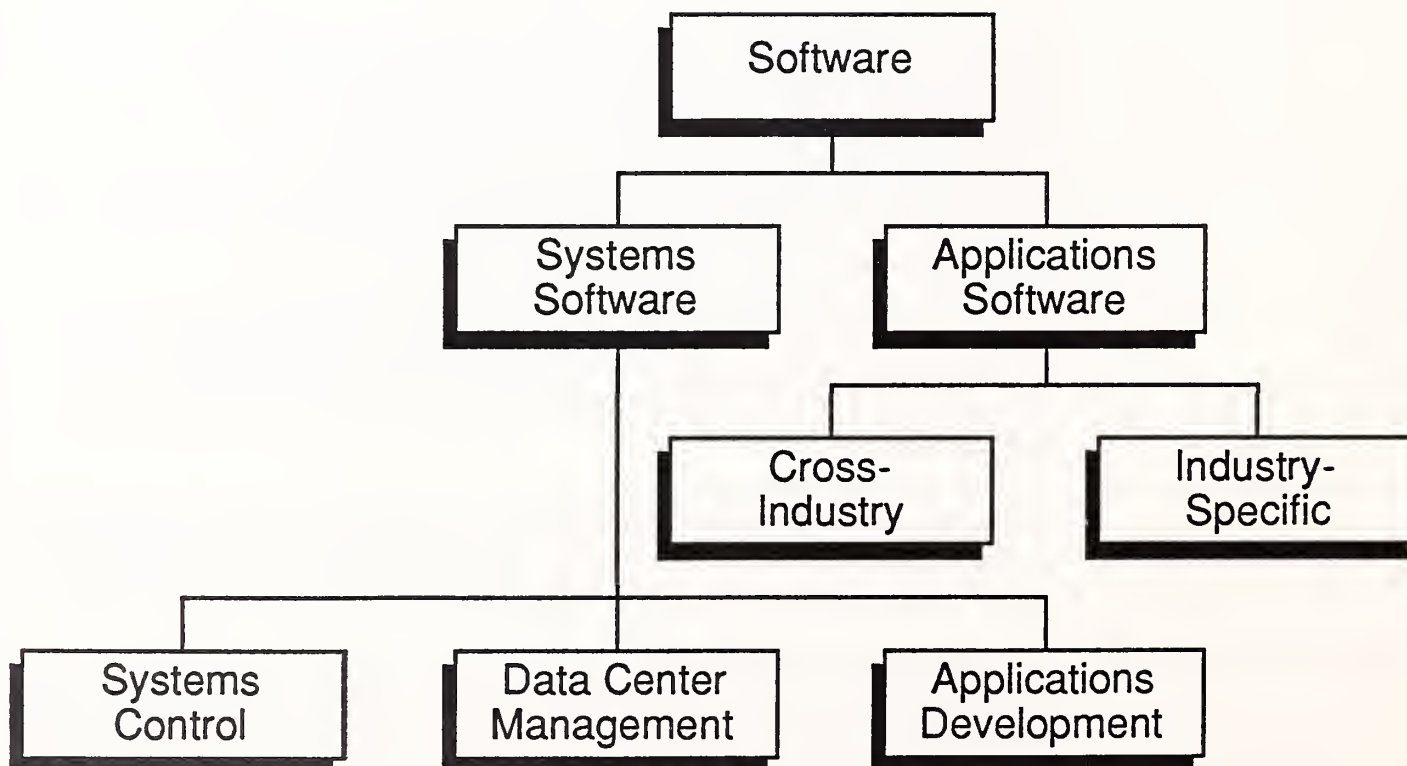 Software
Systems
Software
Applications
Software
Cross-
Industry
Industry-
Specific
Systems
Control
Data Center
Management
Applications
Development